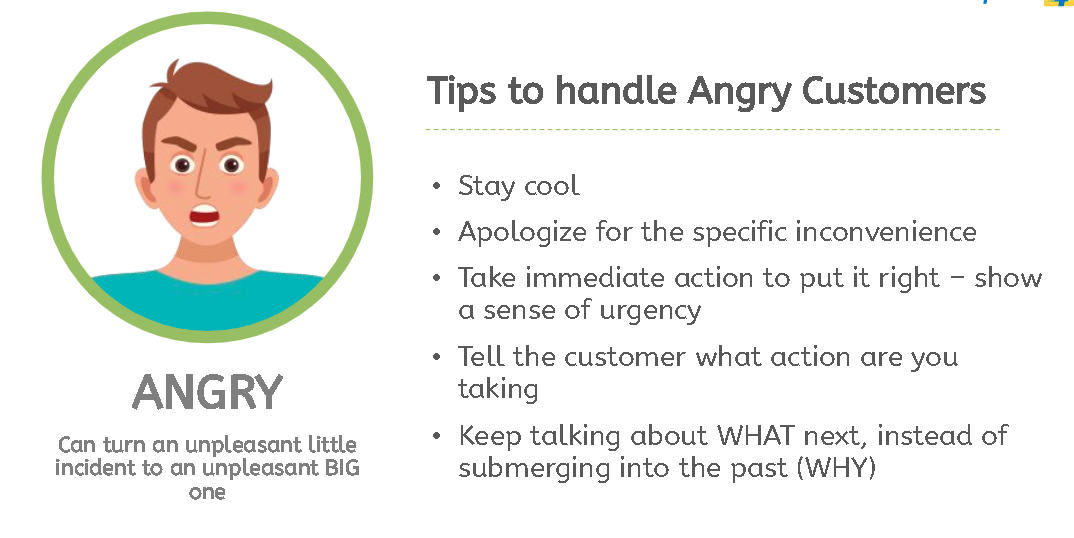 Tips to handle Angry Customers
• Stay cool
• Apologize for the specific inconvenience
• Take immediate action to put it right – show
a sense of urgency
• Tell the customer what action are you
taking
• Keep talking about WHAT next, instead of
submerging into the past (WHY)
ANGRY
Can turn an unpleasant little
incident to an unpleasant BIG
one